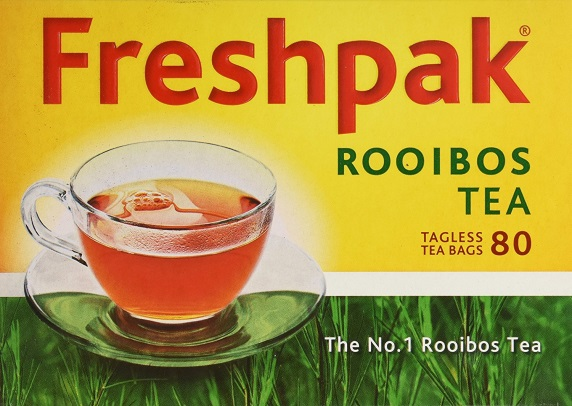 Freshpak®
ROOIBOS
TEA
TAGLESS
TEA BAGS 80
The No.1 Rooibos Tea